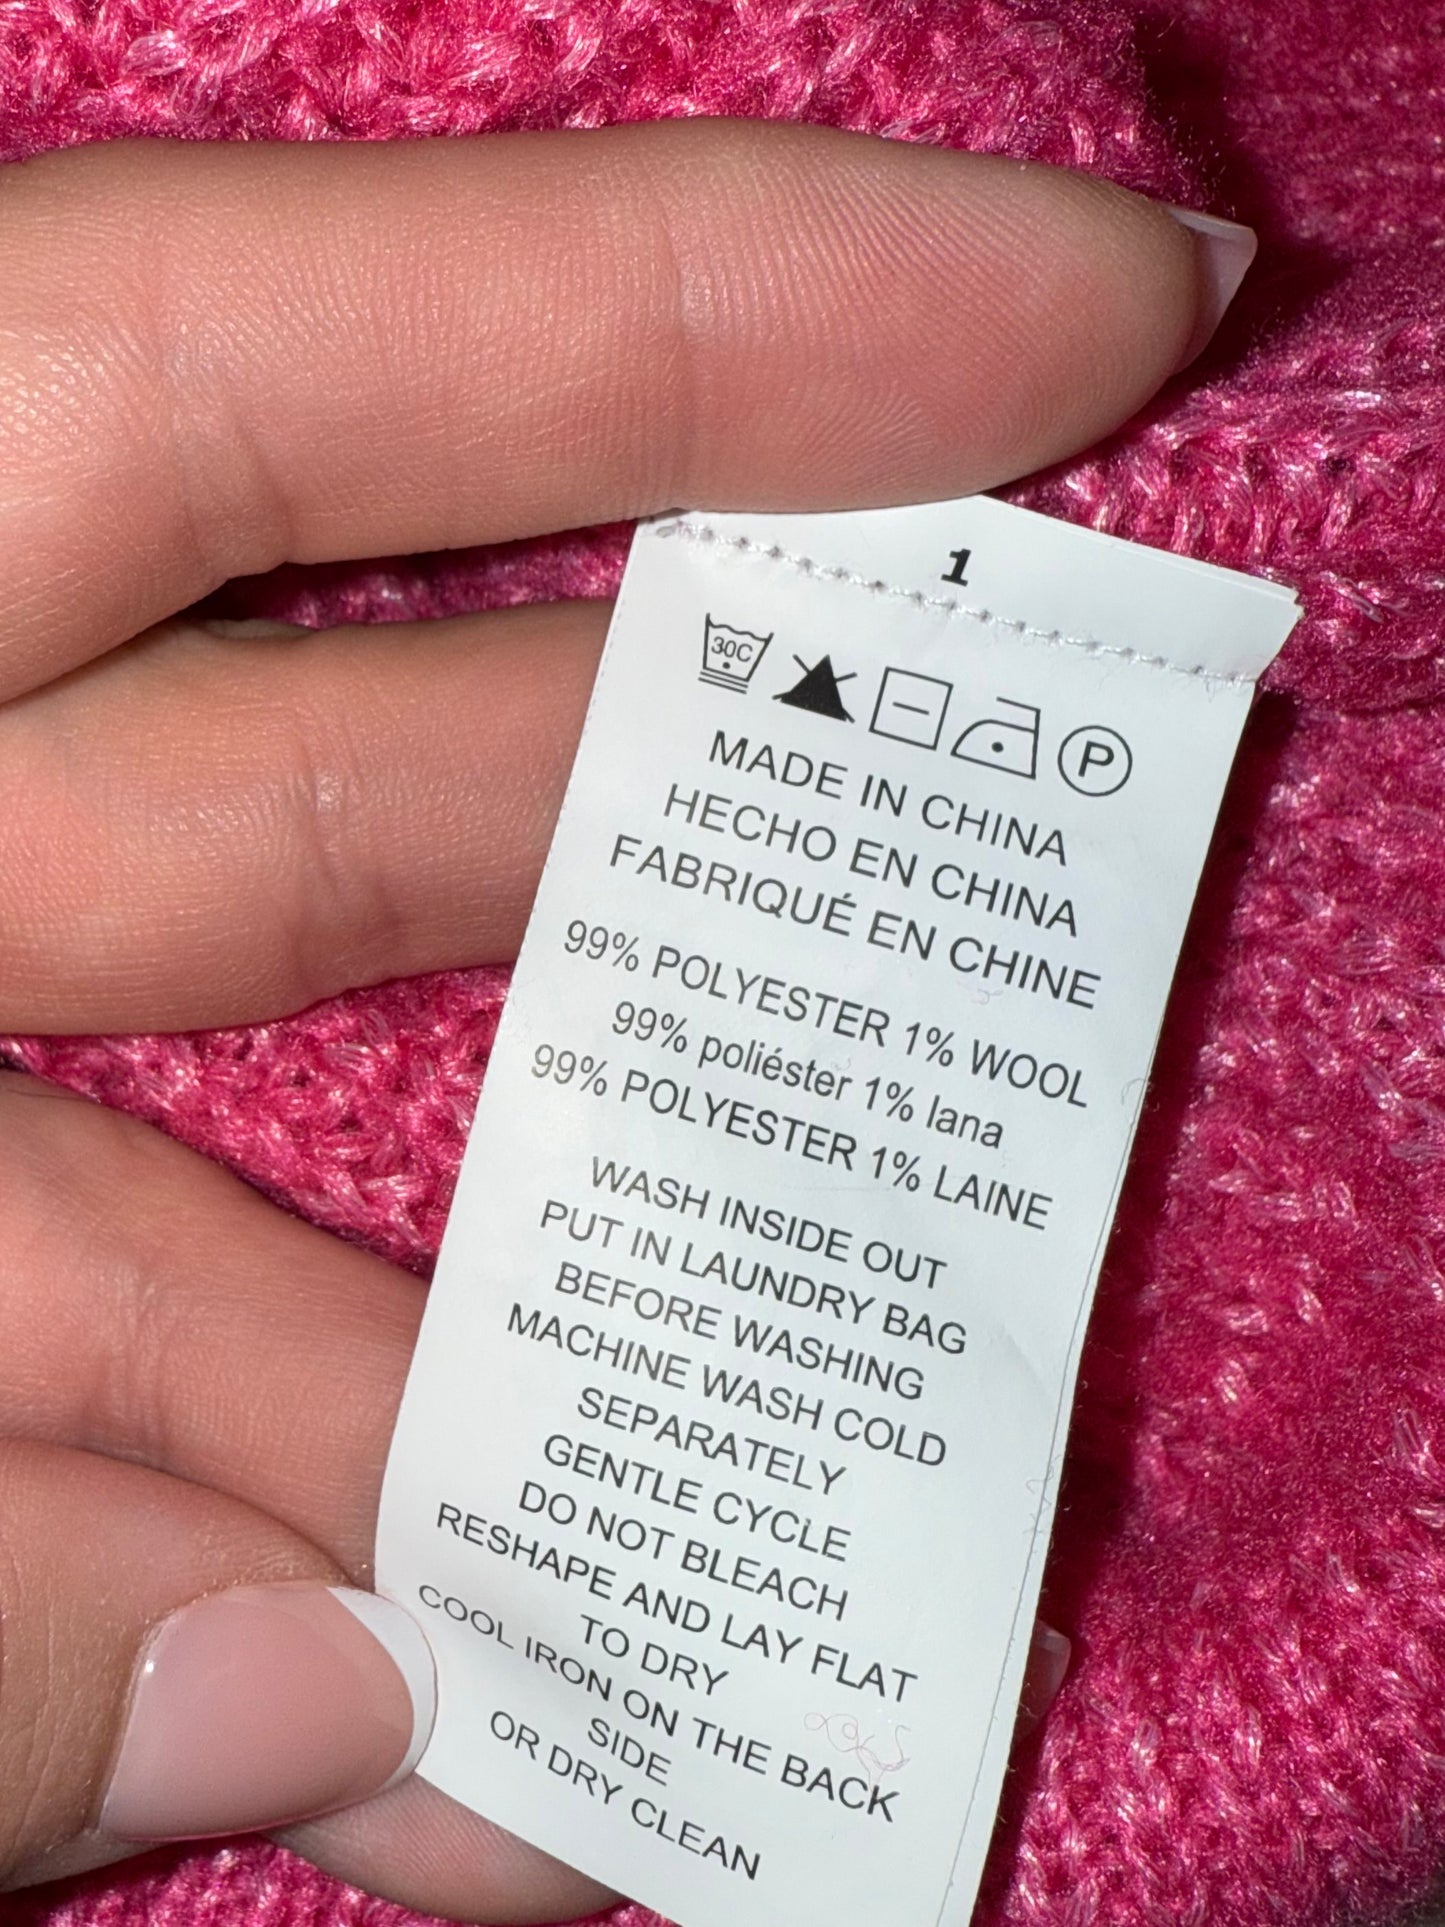 1
30C
P
MADE IN CHINA
HECHO EN CHINA
FABRIQUÉ EN CHINE
99% POLYESTER 1% WOOL
99% poliéster 1% lana
99% POLYESTER 1% LAINE
WASH INSIDE OUT
PUT IN LAUNDRY BAG
BEFORE WASHING
MACHINE WASH COLD
SEPARATELY
GENTLE CYCLE
DO NOT BLEACH
RESHAPE AND LAY FLAT
TO DRY
COOL IRON ON THE BACK
SIDE
OR DRY CLEAN